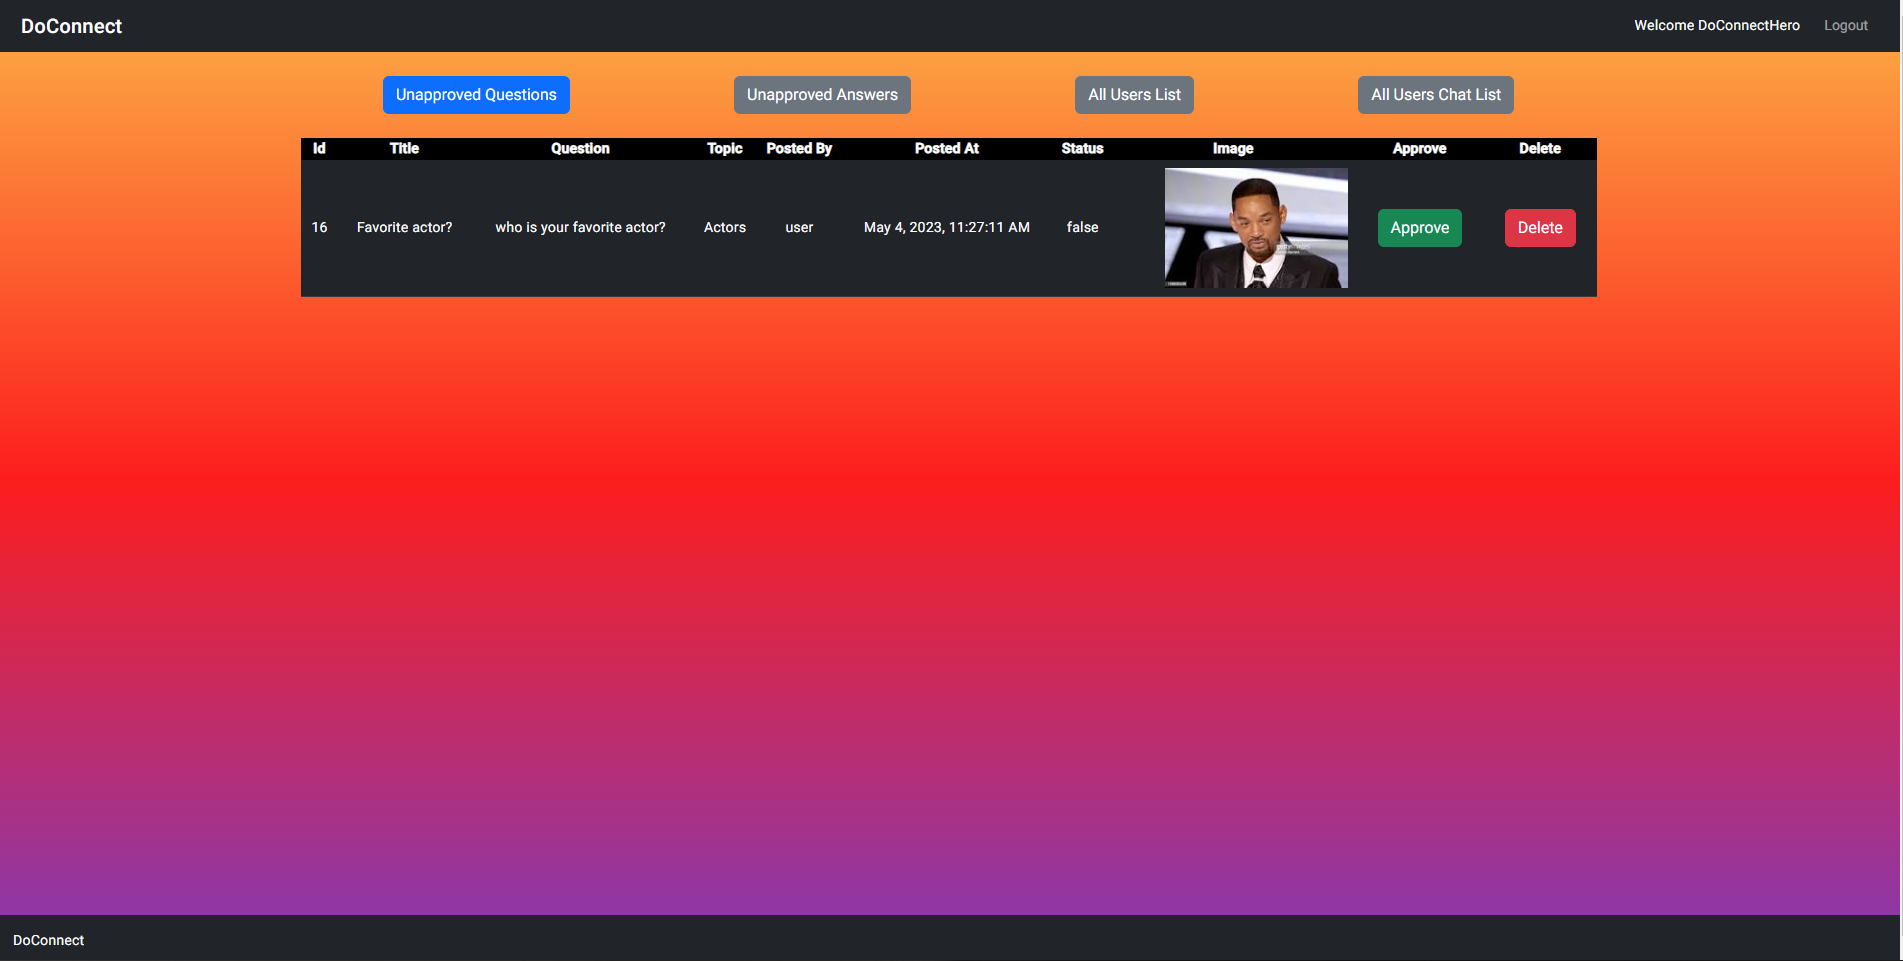 DoConnect Welcome DoConnectHero Logout
Unapproved Questions Unapproved Answers All Users List All Users Chat List
Id Title Question Topic Posted By Posted At Status Image Approve Delete
16 Favorite actor? who is your favorite actor? Actors user May 4, 2023, 11:27:11 AM false Approve Delete
DoConnect